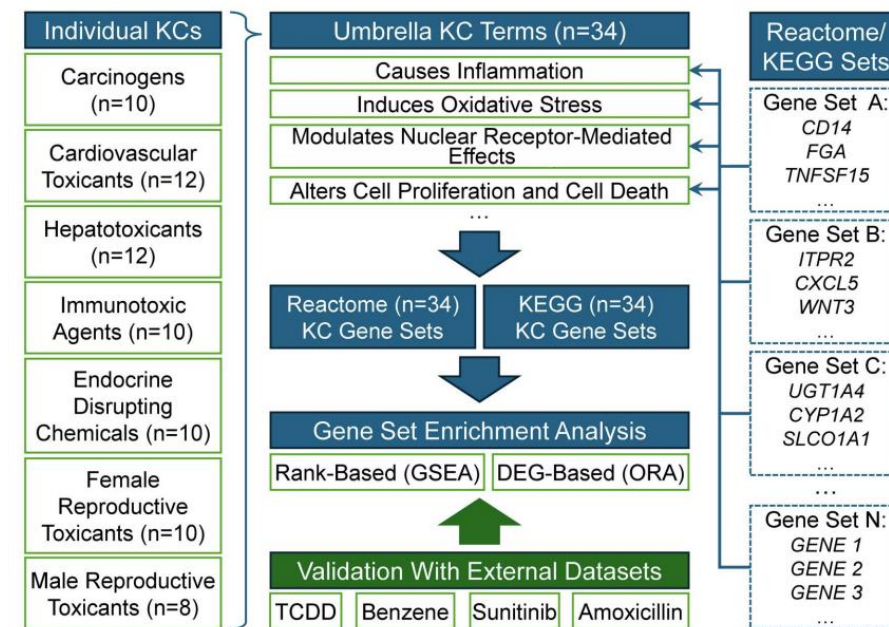 Individual KCs
Carcinogens
(n=10)
Cardiovascular
Toxicants (n=12)
Hepatotoxicants
(n=12)
Immunotoxic
Agents (n=10)
Endocrine
Disrupting
Chemicals (n=10)
Female
Reproductive
Toxicants (n=10)
Male Reproductive
Toxicants (n=8)
Umbrella KC Terms (n=34)
Causes Inflammation
Induces Oxidative Stress
Modulates Nuclear Receptor-Mediated
Effects
Alters Cell Proliferation and Cell Death
...
Reactome (n=34)
KC Gene Sets
KEGG (n=34)
KC Gene Sets
Gene Set Enrichment Analysis
Rank-Based (GSEA)
DEG-Based (ORA)
Validation With External Datasets
TCDD
Benzene
Sunitinib
Amoxicillin
Reactome/
KEGG Sets
Gene Set A:
CD14
FGA
TNFSF15
...
Gene Set B:
ITPR2
CXCL5
WNT3
...
Gene Set C:
UGT1A4
CYP1A2
SLCO1A1
...
...
Gene Set N:
GENE 1
GENE 2
GENE 3
...